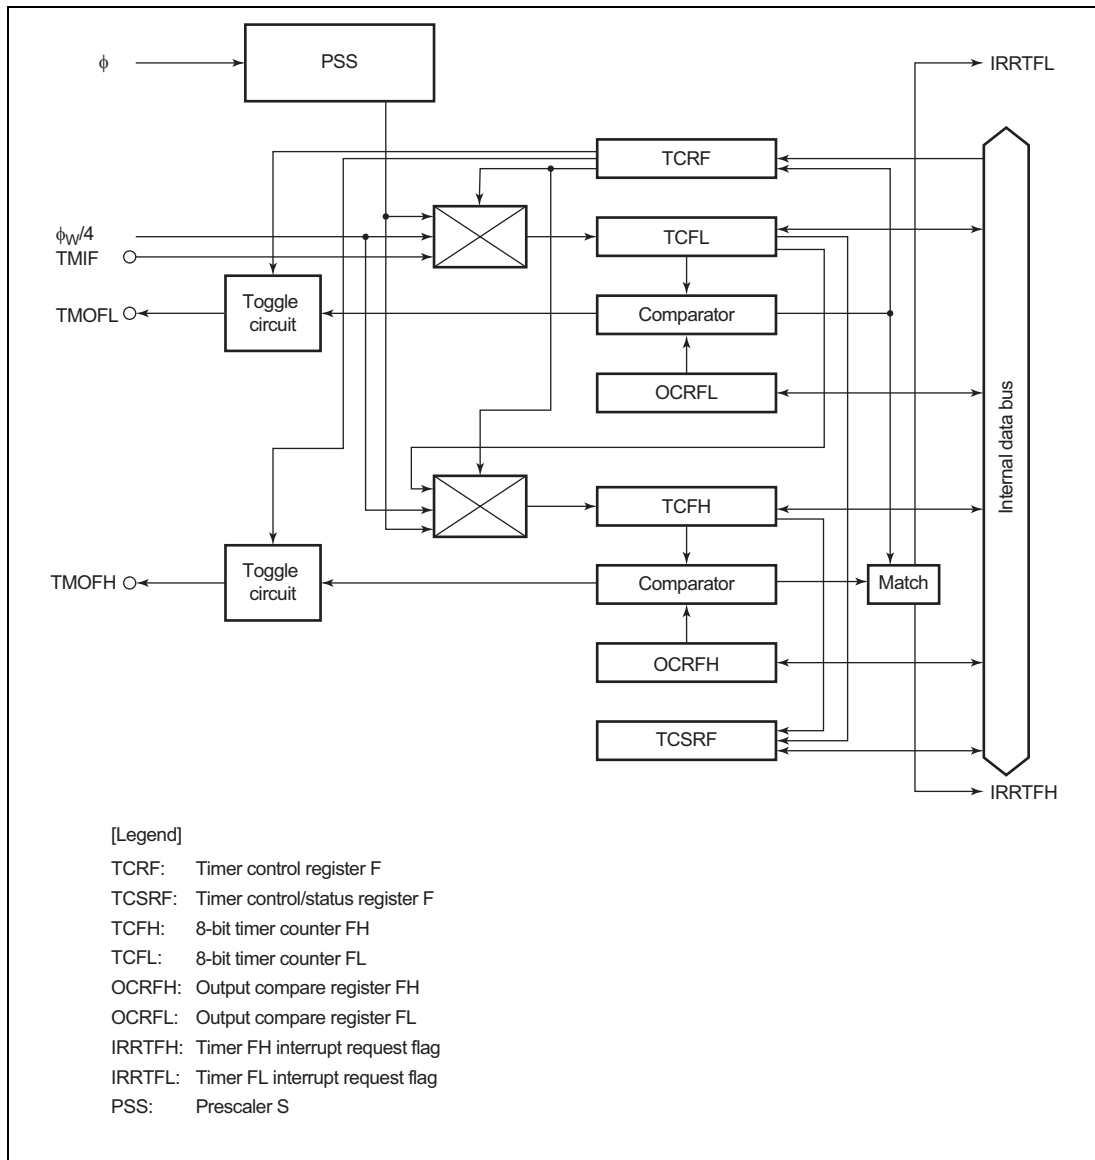 ϕ
PSS
IRRTFL
TCRF
ϕW/4
TCFL
TMIF
Toggle
circuit
TMOFL
Comparator
OCRFL
Internal data bus
TCFH
Toggle
circuit
TMOFH
Comparator
Match
OCRFH
TCSRF
IRRTFH
[Legend]
TCRF: Timer control register F
TCSRF: Timer control/status register F
TCFH: 8-bit timer counter FH
TCFL: 8-bit timer counter FL
OCRFH: Output compare register FH
OCRFL: Output compare register FL
IRRTFH: Timer FH interrupt request flag
IRRTFL: Timer FL interrupt request flag
PSS: Prescaler S